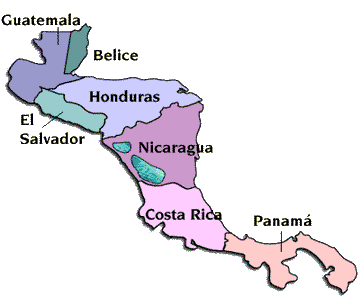 Guatemala
Belice
Honduras
El
Salvador
Nicaragua
Costa Rica
Panamá